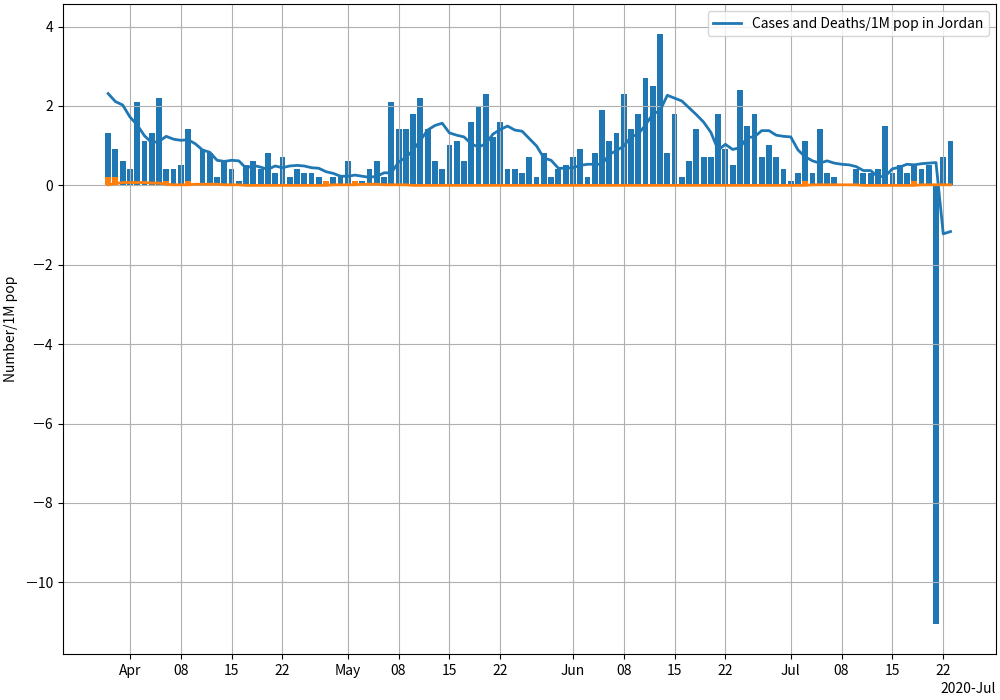 Cases and Deaths/1M pop in Jordan
4
2
0
−2
−4
−6
−8
−10
Number/1M pop
Apr 08 15 22 May 08 15 22 Jun 08 15 22 Jul 08 15 22
2020-Jul